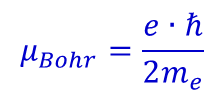 μ_Bohr = e · ħ / 2m_e